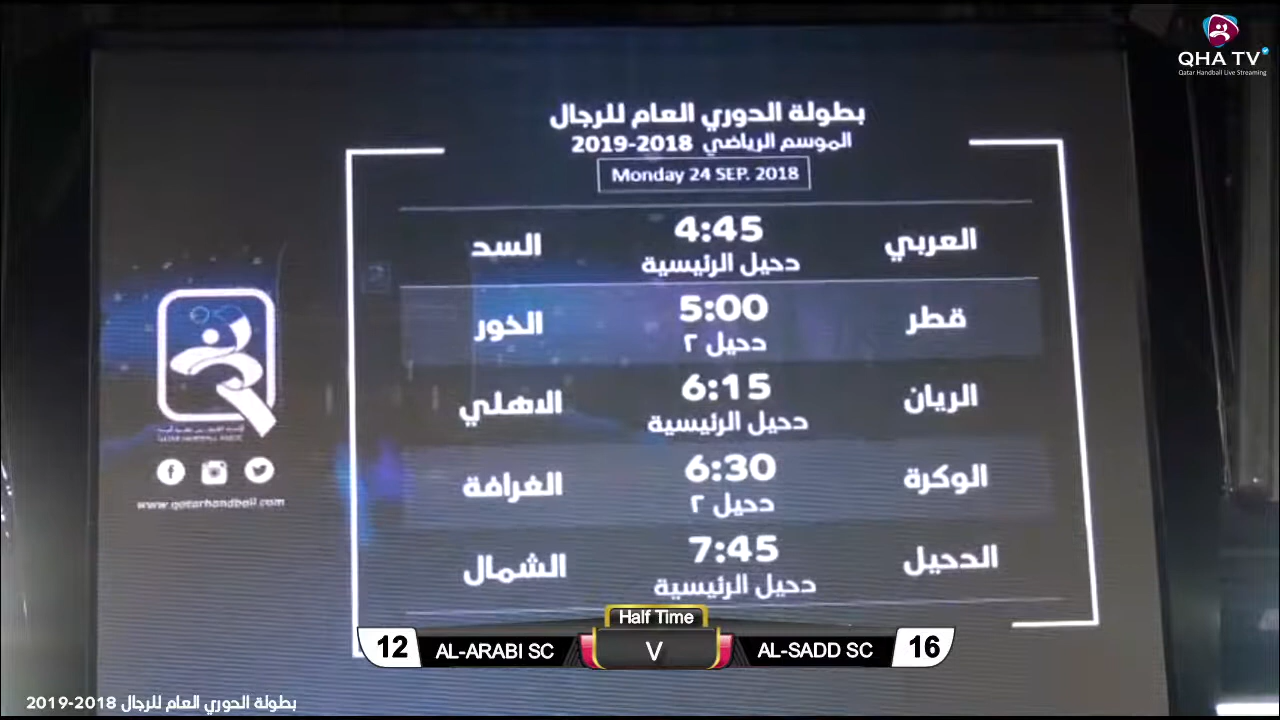 QHA TV
Qatar Handball Live Streaming
بطولة الدوري العام للرجال
الموسم الرياضي 2018-2019
Monday 24 SEP. 2018
العربي 4:45 السد
دحيل الرئيسية
قطر 5:00 الخور
دحيل ٢
الريان 6:15 الاهلي
دحيل الرئيسية
الوكرة 6:30 الغرافة
دحيل ٢
الدحيل 7:45 الشمال
دحيل الرئيسية
www.qatarhandball.com
Half Time
12 AL-ARABI SC V AL-SADD SC 16
بطولة الدوري العام للرجال 2018-2019